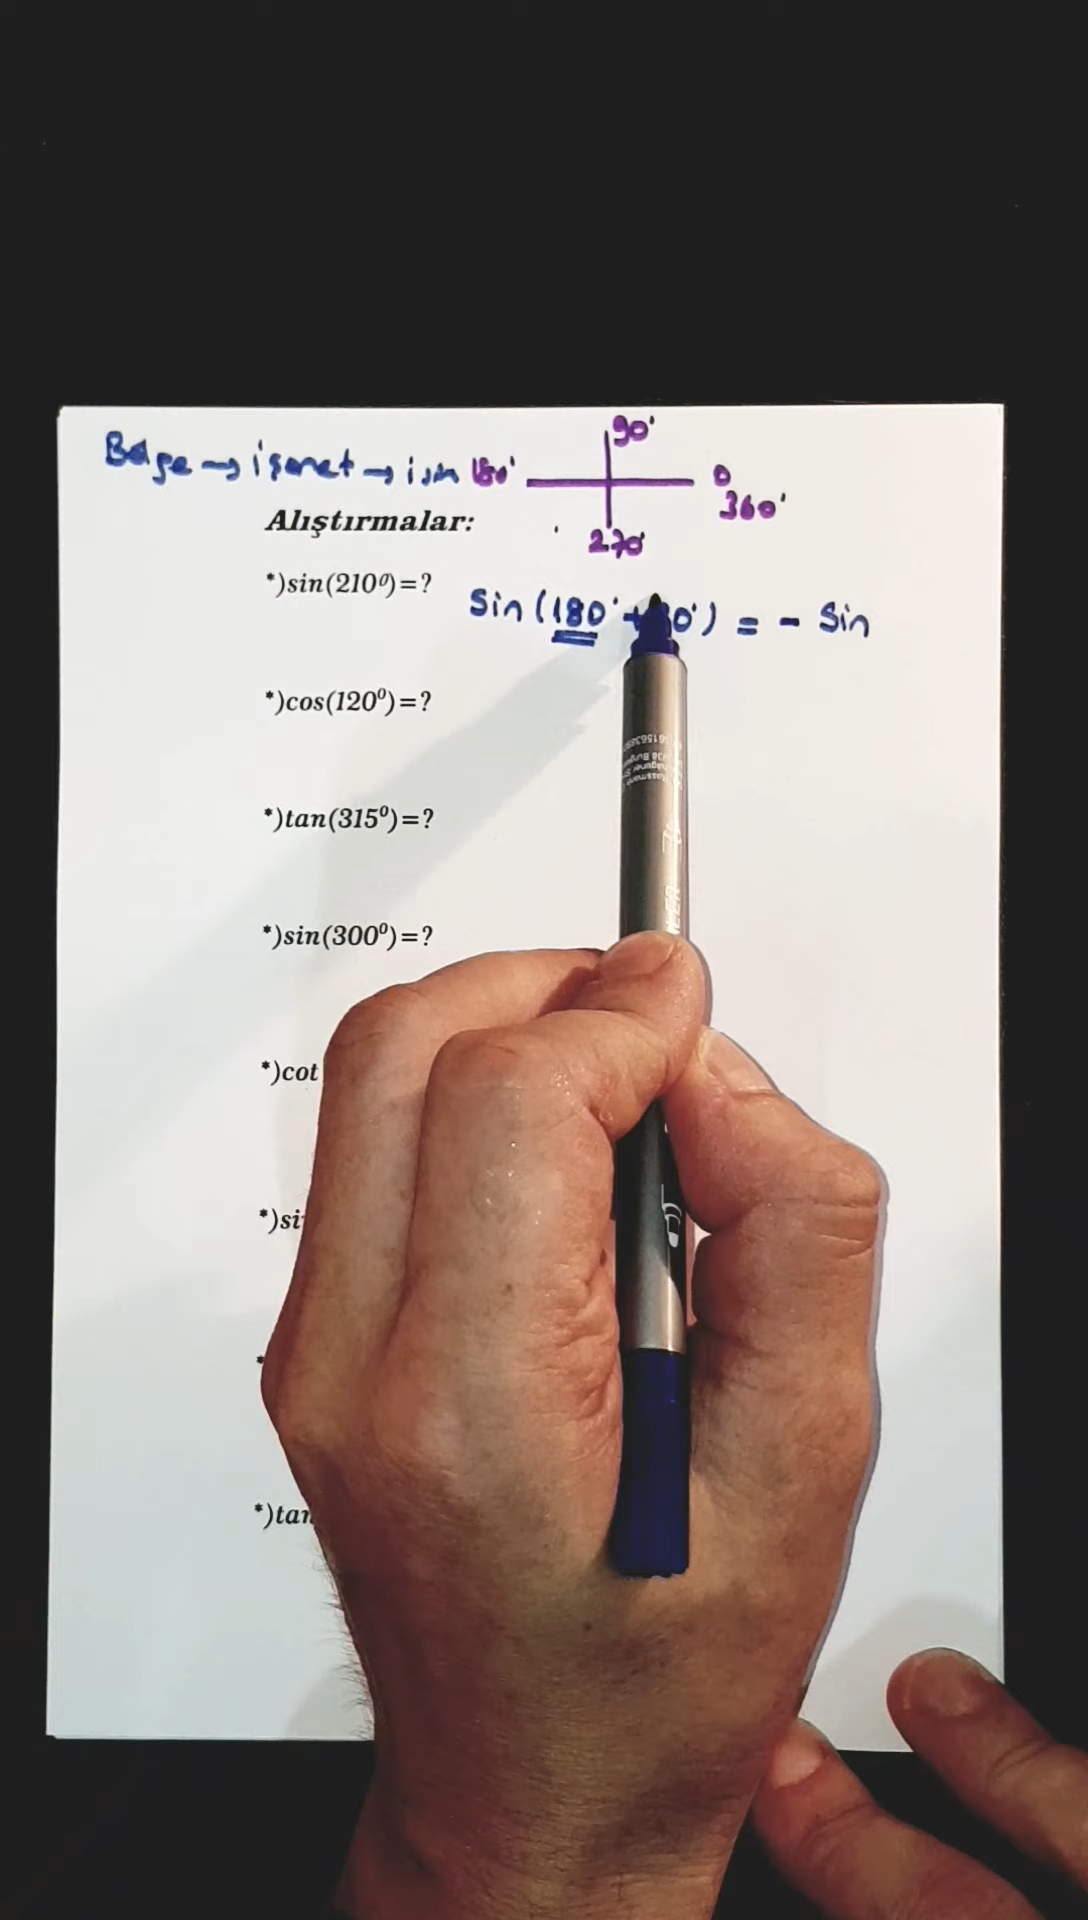 Bölge → işaret → isim 180°
90°
0
360°
270°
Alıştırmalar:
*)sin(210⁰)=?
Sin (180° + 0°) = - Sin
*)cos(120⁰)=?
*)tan(315⁰)=?
*)sin(300⁰)=?
*)cot
*)si
*
*)tan